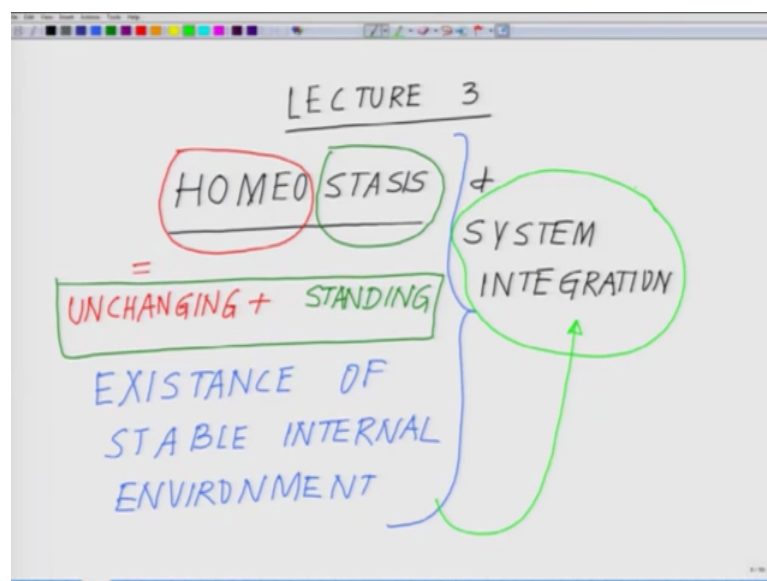 LECTURE 3
HOMEO STASIS &
SYSTEM
INTEGRATION
=
UNCHANGING + STANDING
EXISTANCE OF
STABLE INTERNAL
ENVIRONMENT